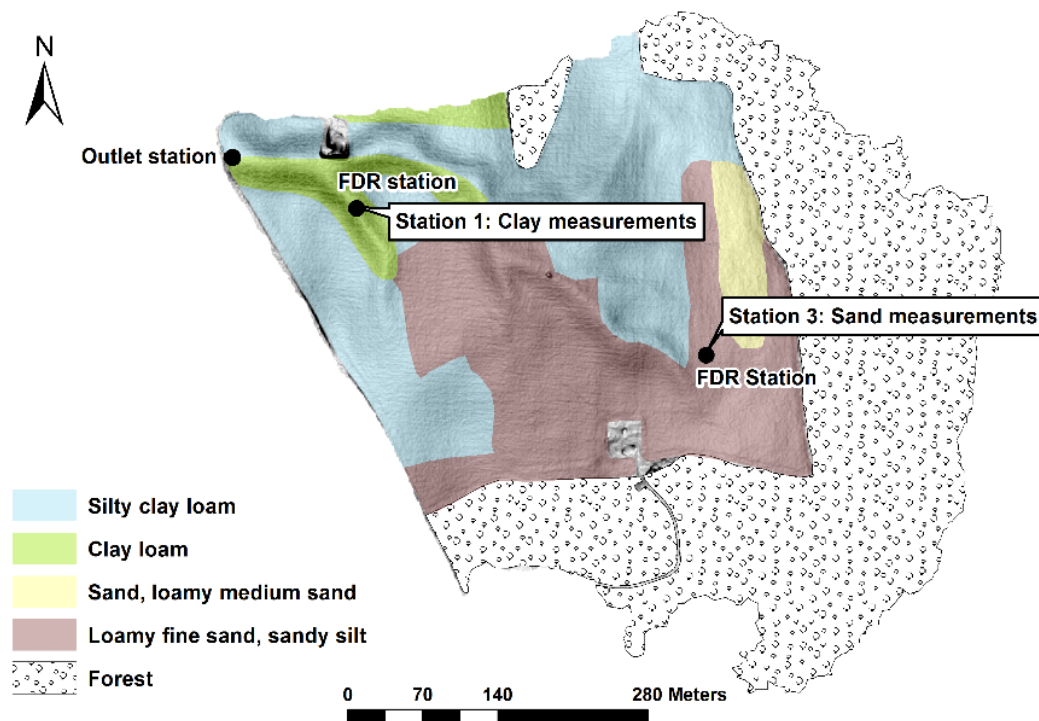 N
Outlet station
FDR station
Station 1: Clay measurements
Station 3: Sand measurements
FDR Station
Silty clay loam
Clay loam
Sand, loamy medium sand
Loamy fine sand, sandy silt
Forest
0 70 140 280 Meters